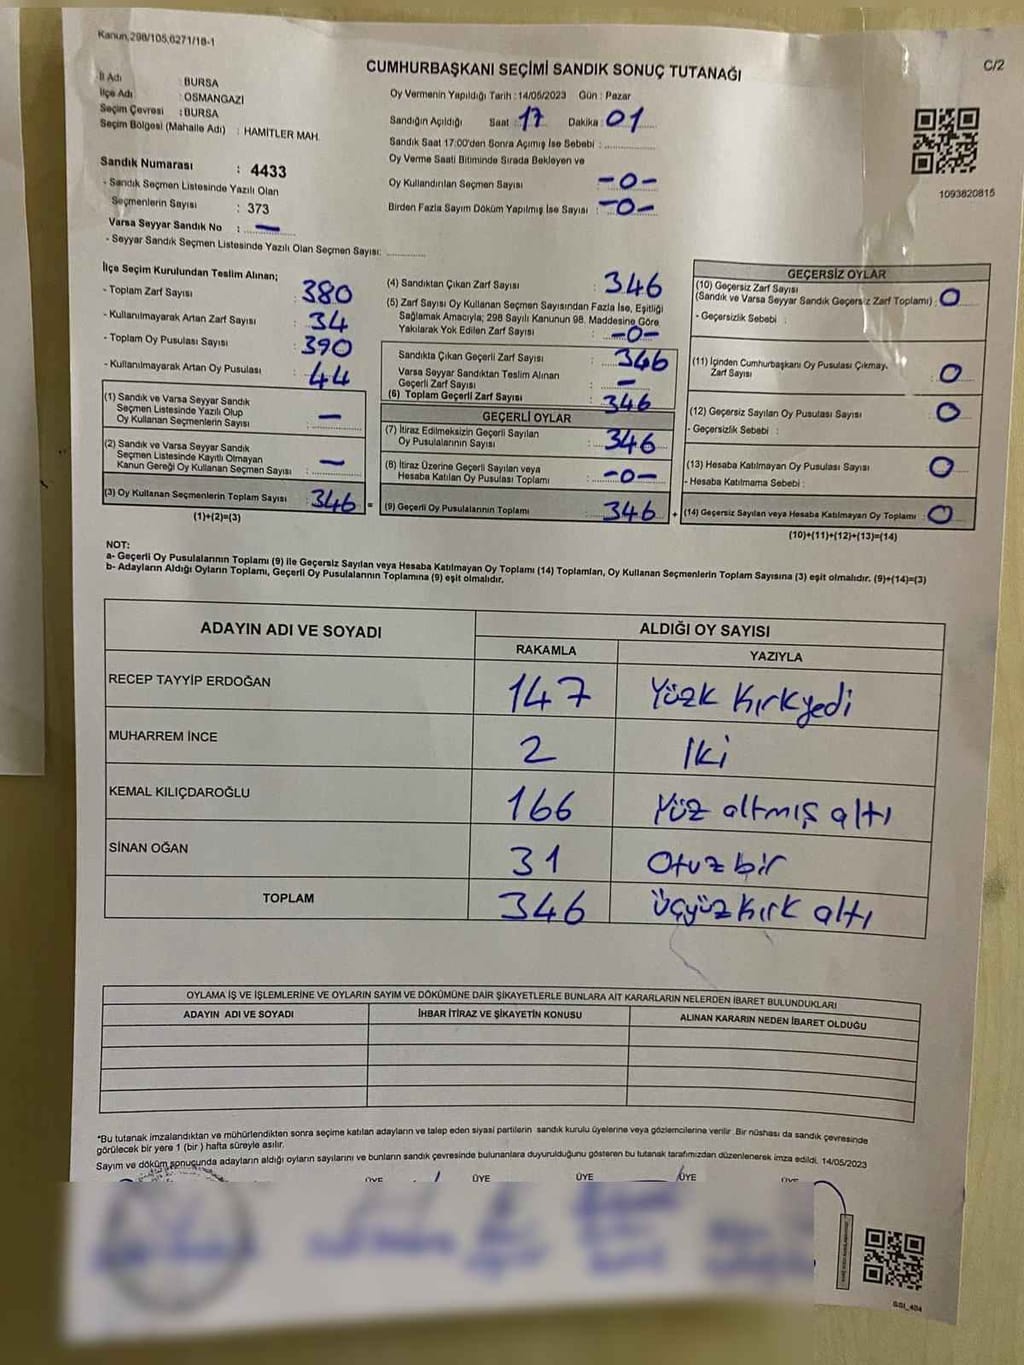 Kanun,298/105,6271/18-1
C/2
CUMHURBAŞKANI SEÇİMİ SANDIK SONUÇ TUTANAĞI
İl Adı : BURSA
İlçe Adı : OSMANGAZİ
Seçim Çevresi : BURSA
Seçim Bölgesi (Mahalle Adı) : HAMİTLER MAH.
Sandık Numarası : 4433
- Sandık Seçmen Listesinde Yazılı Olan
Seçmenlerin Sayısı : 373
Varsa Seyyar Sandık No : —
- Seyyar Sandık Seçmen Listesinde Yazılı Olan Seçmen Sayısı:
Oy Vermenin Yapıldığı Tarih : 14/05/2023 Gün : Pazar
Sandığın Açıldığı Saat : 17 Dakika : 01
Sandık Saat 17:00'den Sonra Açımış İse Sebebi :
Oy Verme Saati Bitiminde Sırada Bekleyen ve
Oy Kullandırılan Seçmen Sayısı : -0-
Birden Fazla Sayım Döküm Yapılmış İse Sayısı : -0-
1093820815
İlçe Seçim Kurulundan Teslim Alınan;
- Toplam Zarf Sayısı : 380
- Kullanılmayarak Artan Zarf Sayısı : 34
- Toplam Oy Pusulası Sayısı : 390
- Kullanılmayarak Artan Oy Pusulası : 44
(1) Sandık ve Varsa Seyyar Sandık
Seçmen Listesinde Yazılı Olup
Oy Kullanan Seçmenlerin Sayısı : —
(2) Sandık ve Varsa Seyyar Sandık
Seçmen Listesinde Kayıtlı Olmayan
Kanun Gereği Oy Kullanan Seçmen Sayısı : —
(3) Oy Kullanan Seçmenlerin Toplam Sayısı : 346 =
(1)+(2)=(3)
(4) Sandıktan Çıkan Zarf Sayısı : 346
(5) Zarf Sayısı Oy Kullanan Seçmen Sayısından Fazla İse, Eşitliği
Sağlamak Amacıyla; 298 Sayılı Kanunun 98. Maddesine Göre
Yakılarak Yok Edilen Zarf Sayısı : -0-
Sandıkta Çıkan Geçerli Zarf Sayısı : 346
Varsa Seyyar Sandıktan Teslim Alınan
Geçerli Zarf Sayısı : —
(6) Toplam Geçerli Zarf Sayısı : 346
GEÇERLİ OYLAR
(7) İtiraz Edilmeksizin Geçerli Sayılan
Oy Pusulalarının Sayısı : 346
(8) İtiraz Üzerine Geçerli Sayılan veya
Hesaba Katılan Oy Pusulası Toplamı : -0-
(9) Geçerli Oy Pusulalarının Toplamı : 346 +
GEÇERSİZ OYLAR
(10) Geçersiz Zarf Sayısı
(Sandık ve Varsa Seyyar Sandık Geçersiz Zarf Toplamı) : 0
- Geçersizlik Sebebi :
(11) İçinden Cumhurbaşkanı Oy Pusulası Çıkmay.
Zarf Sayısı : 0
(12) Geçersiz Sayılan Oy Pusulası Sayısı : 0
- Geçersizlik Sebebi :
(13) Hesaba Katılmayan Oy Pusulası Sayısı : 0
- Hesaba Katılmama Sebebi :
(14) Geçersiz Sayılan veya Hesaba Katılmayan Oy Toplamı : 0
(10)+(11)+(12)+(13)=(14)
NOT:
a- Geçerli Oy Pusulalarının Toplamı (9) ile Geçersiz Sayılan veya Hesaba Katılmayan Oy Toplamı (14) Toplamları, Oy Kullanan Seçmenlerin Toplam Sayısına (3) eşit olmalıdır. (9)+(14)=(3)
b- Adayların Aldığı Oyların Toplamı, Geçerli Oy Pusulalarının Toplamına (9) eşit olmalıdır.
ADAYIN ADI VE SOYADI
ALDIĞI OY SAYISI
RAKAMLA YAZIYLA
RECEP TAYYİP ERDOĞAN 147 Yüzk Kırkyedi
MUHARREM İNCE 2 İki
KEMAL KILIÇDAROĞLU 166 Yüz altmış altı
SİNAN OĞAN 31 Otuz bir
TOPLAM 346 Üçyüz kırk altı
OYLAMA İŞ VE İŞLEMLERİNE VE OYLARIN SAYIM VE DÖKÜMÜNE DAİR ŞİKAYETLERLE BUNLARA AİT KARARLARIN NELERDEN İBARET BULUNDUKLARI
ADAYIN ADI VE SOYADI İHBAR İTİRAZ VE ŞİKAYETİN KONUSU ALINAN KARARIN NEDEN İBARET OLDUĞU
*Bu tutanak imzalandıktan ve mühürlendikten sonra seçime katılan adayların ve talep eden siyasi partilerin sandık kurulu üyelerine veya gözlemcilerine verilir. Bir nüshası da sandık çevresinde
görülecek bir yere 1 (bir) hafta süreyle asılır.
Sayım ve döküm sonucunda adayların aldığı oyların sayılarını ve bunların sandık çevresinde bulunanlara duyurulduğunu gösteren bu tutanak tarafımızdan düzenlenerek imza edildi. 14/05/2023
ÜYE ÜYE ÜYE ÜYE